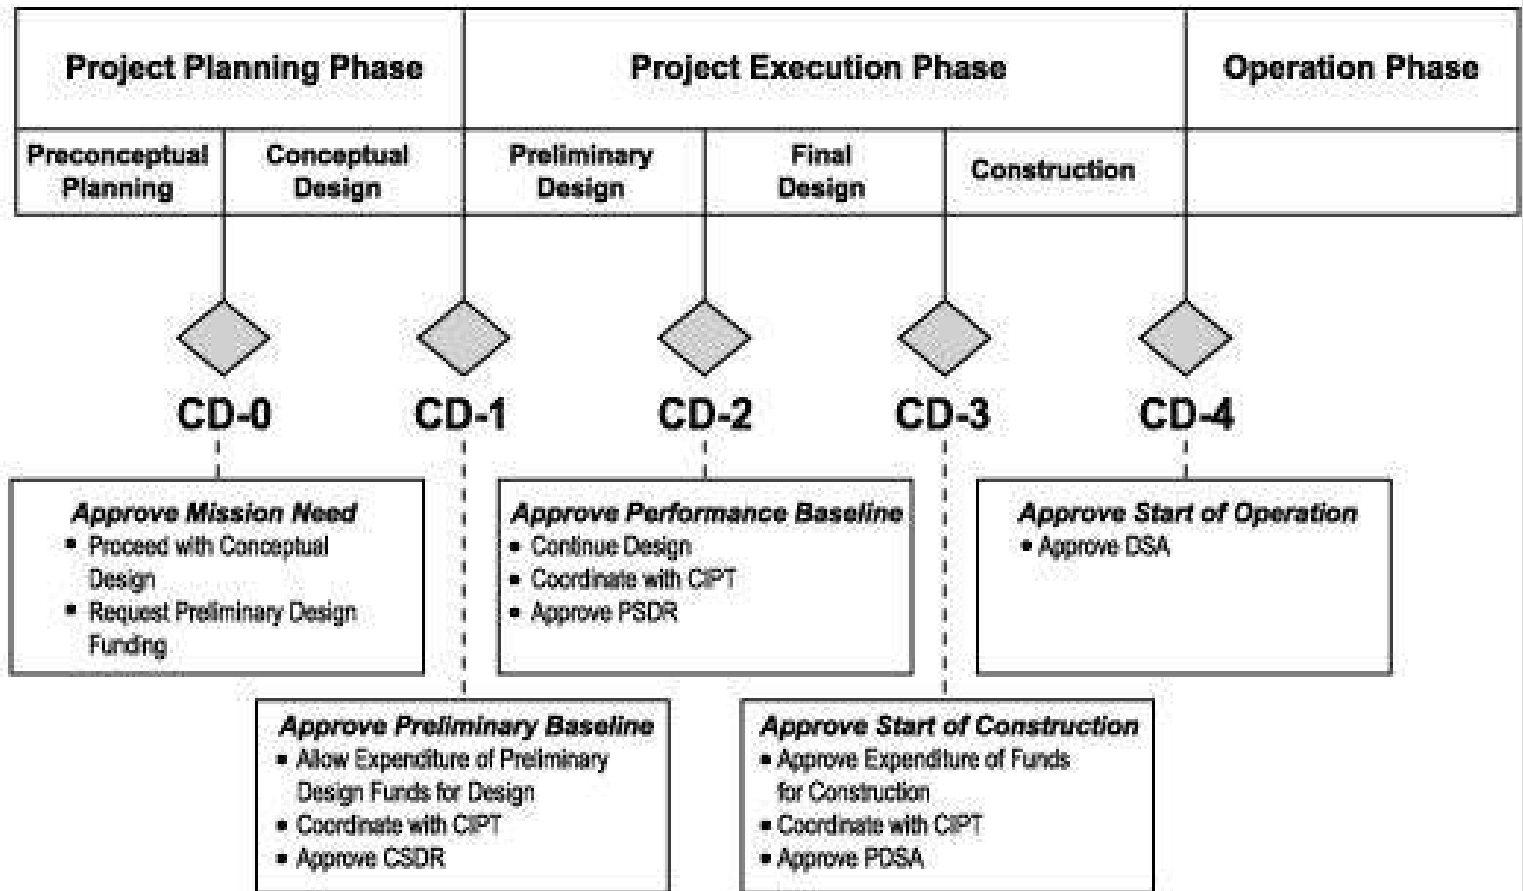 Project Planning Phase
Project Execution Phase
Operation Phase
Preconceptual
Planning
Conceptual
Design
Preliminary
Design
Final
Design
Construction
CD-0
CD-1
CD-2
CD-3
CD-4
Approve Mission Need
• Proceed with Conceptual
Design
• Request Preliminary Design
Funding
Approve Performance Baseline
• Continue Design
• Coordinate with CIPT
• Approve PSDR
Approve Start of Operation
• Approve DSA
Approve Preliminary Baseline
• Allow Expenditure of Preliminary
Design Funds for Design
• Coordinate with CIPT
• Approve CSDR
Approve Start of Construction
• Approve Expenditure of Funds
for Construction
• Coordinate with CIPT
• Approve PDSA